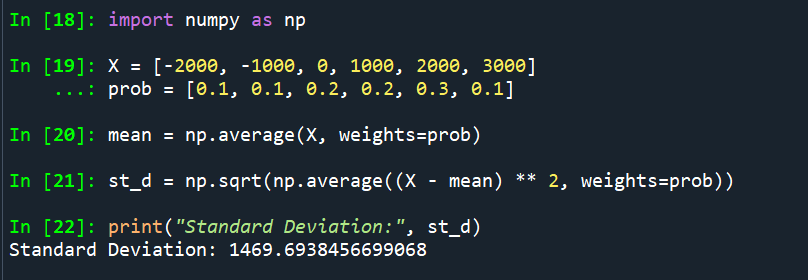 In [18]: import numpy as np
In [19]: X = [-2000, -1000, 0, 1000, 2000, 3000]
...: prob = [0.1, 0.1, 0.2, 0.2, 0.3, 0.1]
In [20]: mean = np.average(X, weights=prob)
In [21]: st_d = np.sqrt(np.average((X - mean) ** 2, weights=prob))
In [22]: print("Standard Deviation:", st_d)
Standard Deviation: 1469.6938456699068